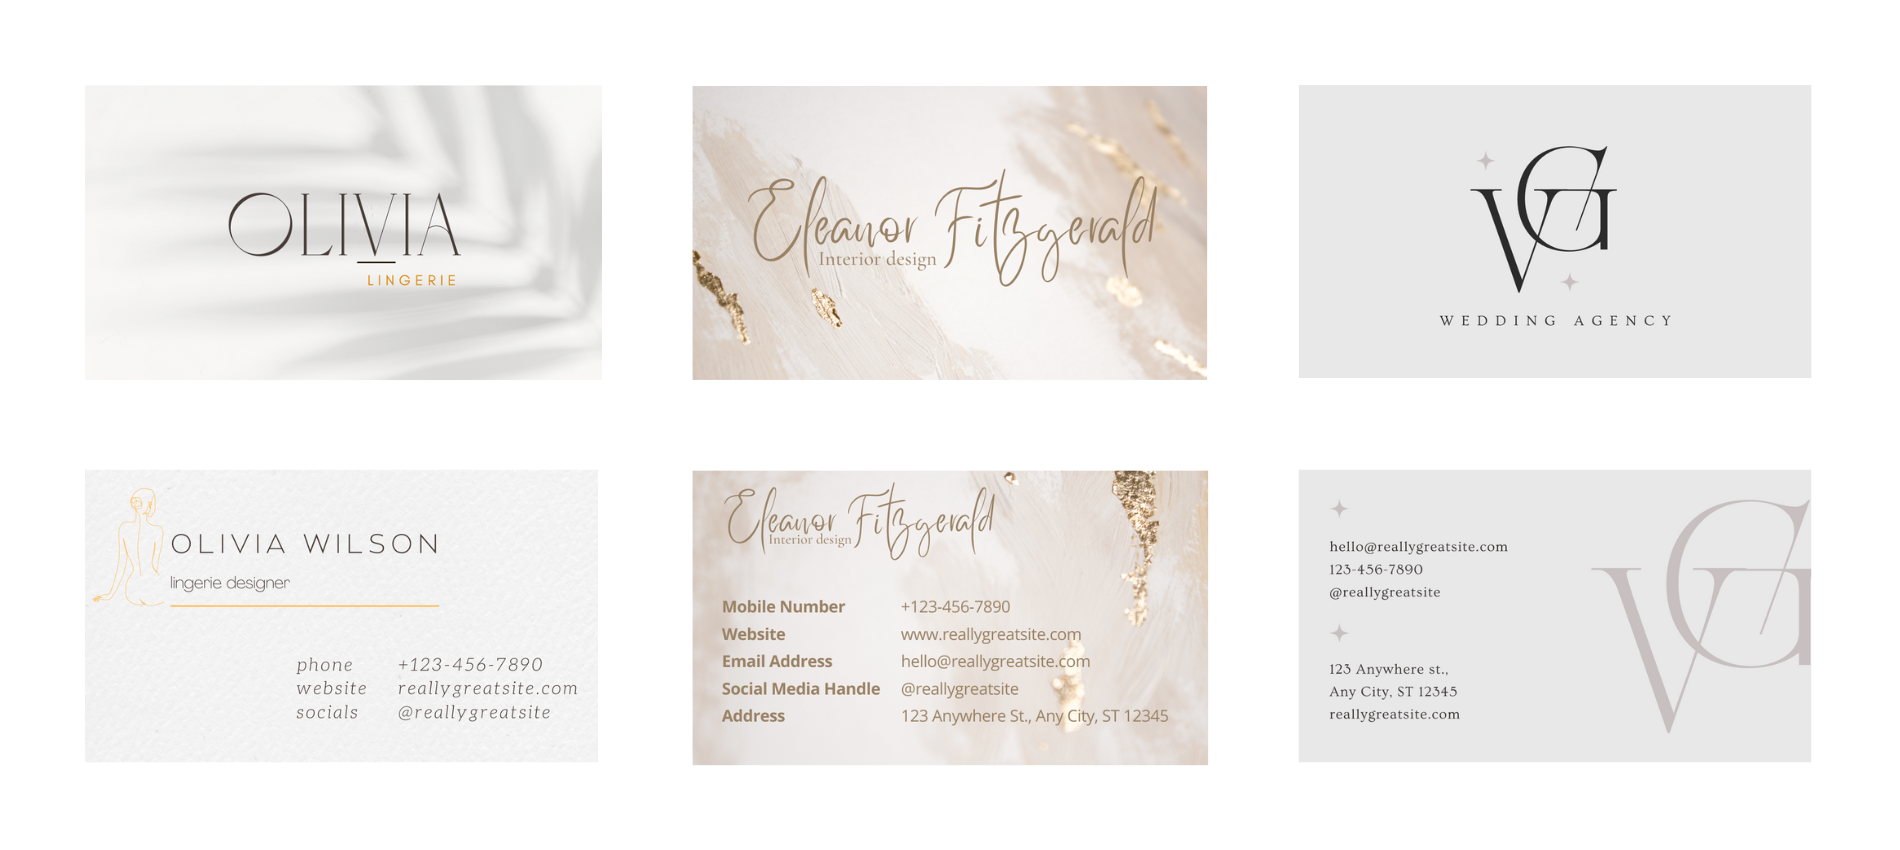 OLIVIA
LINGERIE
Eleanor Fitzgerald
Interior design
VG
WEDDING AGENCY
OLIVIA WILSON
lingerie designer
phone +123-456-7890
website reallygreatsite.com
socials @reallygreatsite
Eleanor Fitzgerald
Interior design
Mobile Number +123-456-7890
Website www.reallygreatsite.com
Email Address hello@reallygreatsite.com
Social Media Handle @reallygreatsite
Address 123 Anywhere St., Any City, ST 12345
hello@reallygreatsite.com
123-456-7890
@reallygreatsite
123 Anywhere st.,
Any City, ST 12345
reallygreatsite.com
VG